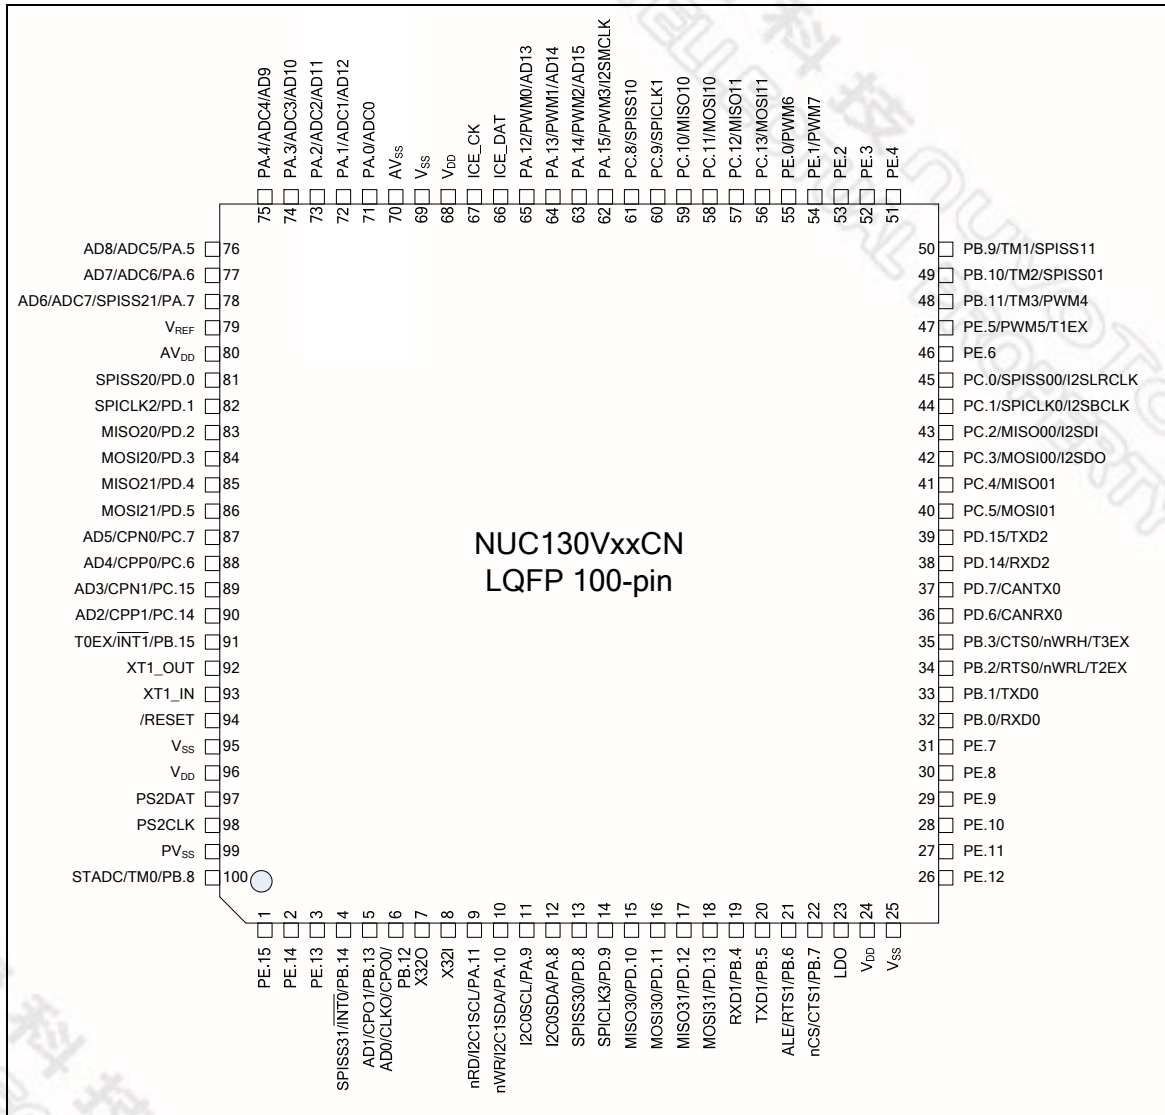 PA.4/ADC4/AD9
PA.3/ADC3/AD10
PA.2/ADC2/AD11
PA.1/ADC1/AD12
PA.0/ADC0
AVSS
VSS
VDD
ICE_CK
ICE_DAT
PA.12/PWM0/AD13
PA.13/PWM1/AD14
PA.14/PWM2/AD15
PA.15/PWM3/I2SMCLK
PC.8/SPISS10
PC.9/SPICLK1
PC.10/MISO10
PC.11/MOSI10
PC.12/MISO11
PC.13/MOSI11
PE.0/PWM6
PE.1/PWM7
PE.2
PE.3
PE.4
75 74 73 72 71 70 69 68 67 66 65 64 63 62 61 60 59 58 57 56 55 54 53 52 51
AD8/ADC5/PA.5 76
AD7/ADC6/PA.6 77
AD6/ADC7/SPISS21/PA.7 78
VREF 79
AVDD 80
SPISS20/PD.0 81
SPICLK2/PD.1 82
MISO20/PD.2 83
MOSI20/PD.3 84
MISO21/PD.4 85
MOSI21/PD.5 86
AD5/CPN0/PC.7 87
AD4/CPP0/PC.6 88
AD3/CPN1/PC.15 89
AD2/CPP1/PC.14 90
T0EX/INT1/PB.15 91
XT1_OUT 92
XT1_IN 93
/RESET 94
VSS 95
VDD 96
PS2DAT 97
PS2CLK 98
PVSS 99
STADC/TM0/PB.8 100
NUC130VxxCN
LQFP 100-pin
50 PB.9/TM1/SPISS11
49 PB.10/TM2/SPISS01
48 PB.11/TM3/PWM4
47 PE.5/PWM5/T1EX
46 PE.6
45 PC.0/SPISS00/I2SLRCLK
44 PC.1/SPICLK0/I2SBCLK
43 PC.2/MISO00/I2SDI
42 PC.3/MOSI00/I2SDO
41 PC.4/MISO01
40 PC.5/MOSI01
39 PD.15/TXD2
38 PD.14/RXD2
37 PD.7/CANTX0
36 PD.6/CANRX0
35 PB.3/CTS0/nWRH/T3EX
34 PB.2/RTS0/nWRL/T2EX
33 PB.1/TXD0
32 PB.0/RXD0
31 PE.7
30 PE.8
29 PE.9
28 PE.10
27 PE.11
26 PE.12
1 2 3 4 5 6 7 8 9 10 11 12 13 14 15 16 17 18 19 20 21 22 23 24 25
PE.15
PE.14
PE.13
SPISS31/INT0/PB.14
AD1/CPO1/PB.13
AD0/CLKO/CPO0/
PB.12
X32O
X32I
nRD/I2C1SCL/PA.11
nWR/I2C1SDA/PA.10
I2C0SCL/PA.9
I2C0SDA/PA.8
SPISS30/PD.8
SPICLK3/PD.9
MISO30/PD.10
MOSI30/PD.11
MISO31/PD.12
MOSI31/PD.13
RXD1/PB.4
TXD1/PB.5
ALE/RTS1/PB.6
nCS/CTS1/PB.7
LDO
VDD
VSS
科技 NUVOTO
PROPERTY